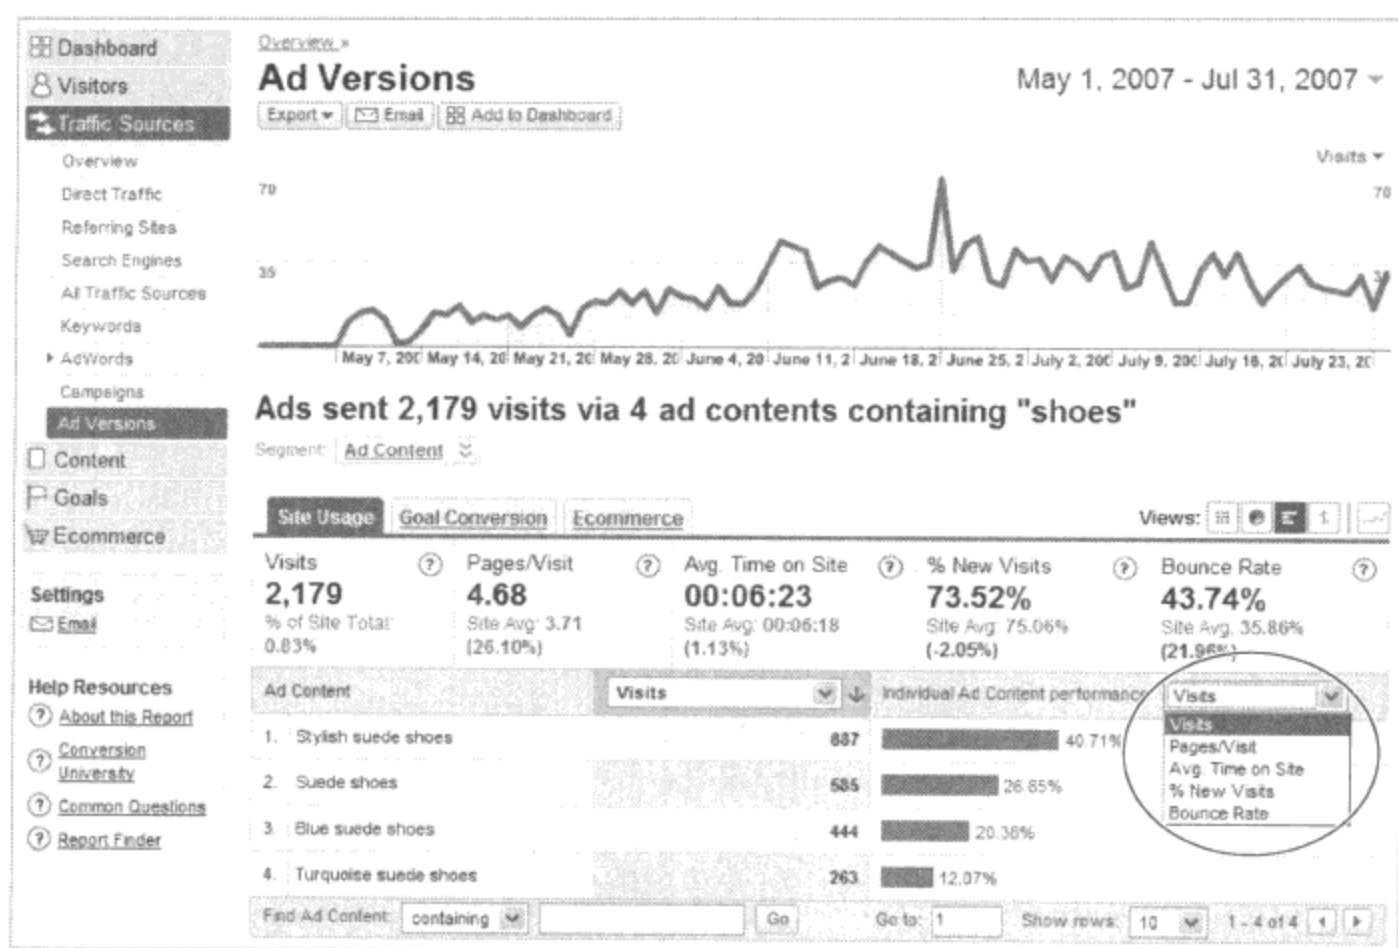 Dashboard
Visitors
Traffic Sources
Overview
Direct Traffic
Referring Sites
Search Engines
All Traffic Sources
Keywords
AdWords
Campaigns
Ad Versions
Content
Goals
Ecommerce
Settings
Email
Help Resources
About this Report
Conversion
University
Common Questions
Report Finder
Overview »
Ad Versions
May 1, 2007 - Jul 31, 2007
Export Email Add to Dashboard
Visits
70 70
35 35
May 7, 200 May 14, 20 May 21, 20 May 28, 20 June 4, 20 June 11, 2 June 18, 2 June 25, 2 July 2, 200 July 9, 200 July 16, 20 July 23, 20
Ads sent 2,179 visits via 4 ad contents containing "shoes"
Segment: Ad Content
Site Usage Goal Conversion Ecommerce Views:
Visits ? Pages/Visit ? Avg. Time on Site ? % New Visits ? Bounce Rate ?
2,179 4.68 00:06:23 73.52% 43.74%
% of Site Total: Site Avg: 3.71 Site Avg: 00:06:18 Site Avg: 75.06% Site Avg: 35.86%
0.83% (26.10%) (1.13%) (-2.05%) (21.96%)
Ad Content Visits Individual Ad Content performance Visits
Visits
Pages/Visit
Avg. Time on Site
% New Visits
Bounce Rate
1. Stylish suede shoes 887 40.71%
2. Suede shoes 585 26.85%
3. Blue suede shoes 444 20.38%
4. Turquoise suede shoes 263 12.07%
Find Ad Content: containing Go Go to: 1 Show rows: 10 1 - 4 of 4